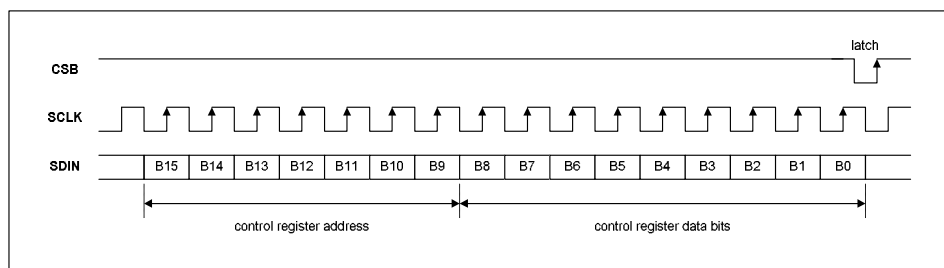 latch
CSB
SCLK
SDIN B15 B14 B13 B12 B11 B10 B9 B8 B7 B6 B5 B4 B3 B2 B1 B0
control register address control register data bits